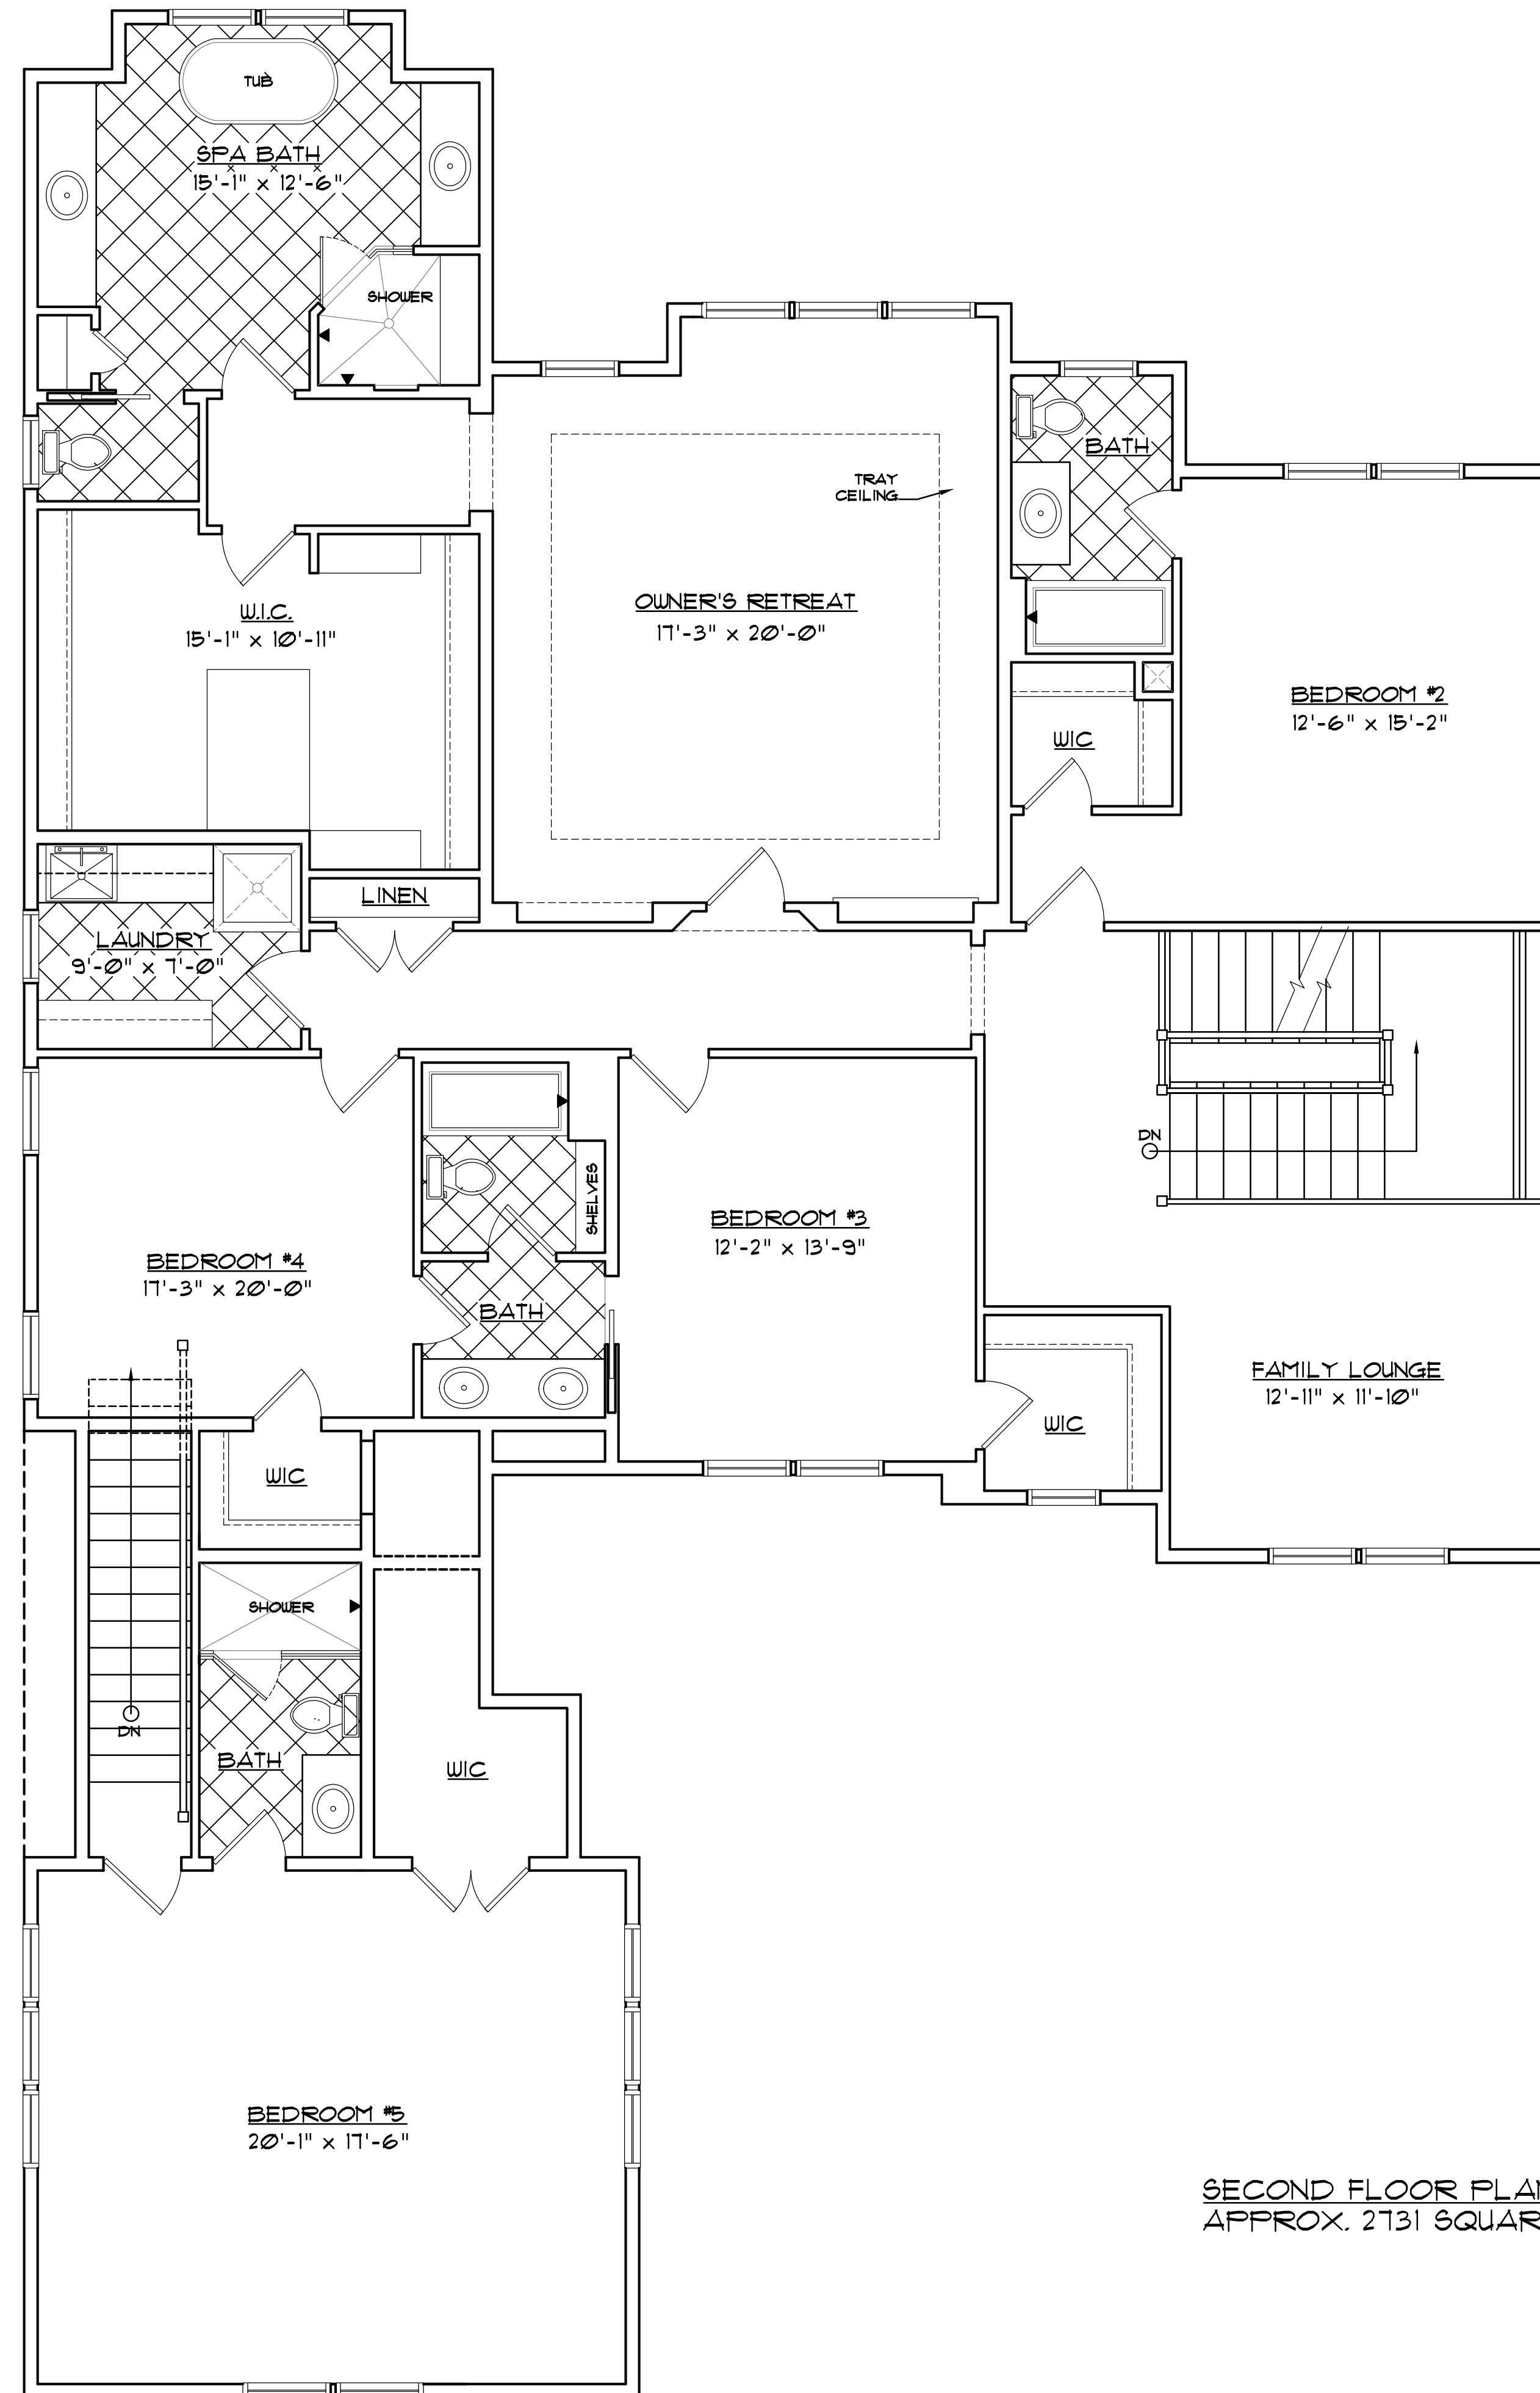 TUB
SPA BATH
15'-1" x 12'-6"
SHOWER
TRAY
CEILING
BATH
OWNER'S RETREAT
17'-3" x 20'-0"
W.I.C.
15'-1" x 10'-11"
BEDROOM #2
12'-6" x 15'-2"
WIC
LINEN
LAUNDRY
9'-0" x 7'-0"
DN
SHELVES
BEDROOM #3
12'-2" x 13'-9"
BEDROOM #4
17'-3" x 20'-0"
BATH
FAMILY LOUNGE
12'-11" x 11'-10"
WIC
WIC
SHOWER
DN
BATH
WIC
BEDROOM #5
20'-1" x 17'-6"
SECOND FLOOR PLAN
APPROX. 2731 SQUAR